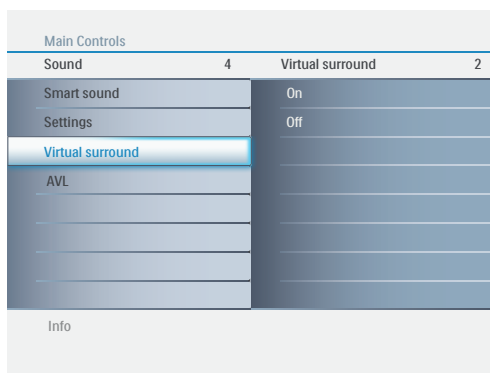 Main Controls
Sound 4 Virtual surround 2
Smart sound On
Settings Off
Virtual surround
AVL
Info